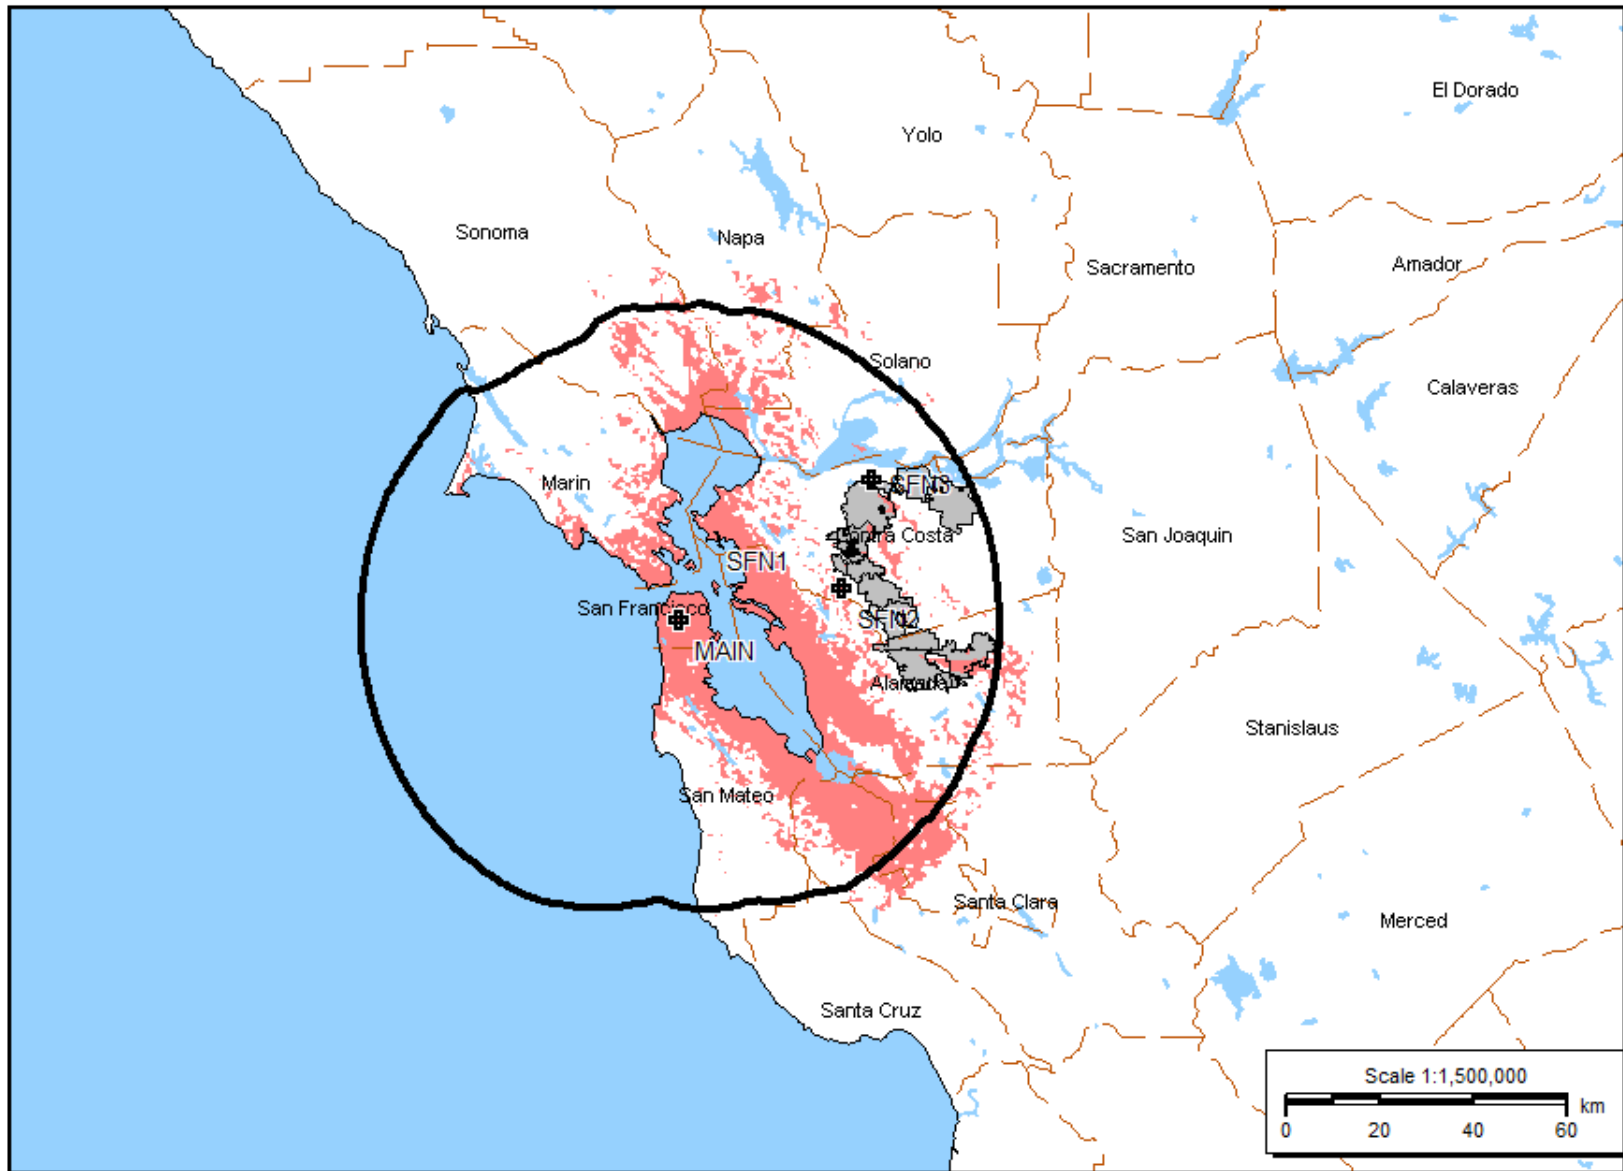 El Dorado
Yolo
Sonoma
Napa
Sacramento
Amador
Solano
Calaveras
Marin
SFN3
Contra Costa
San Joaquin
SFN1
San Francisco
SFN2
MAIN
Alameda
Stanislaus
San Mateo
Santa Clara
Merced
Santa Cruz
Scale 1:1,500,000
km
0 20 40 60